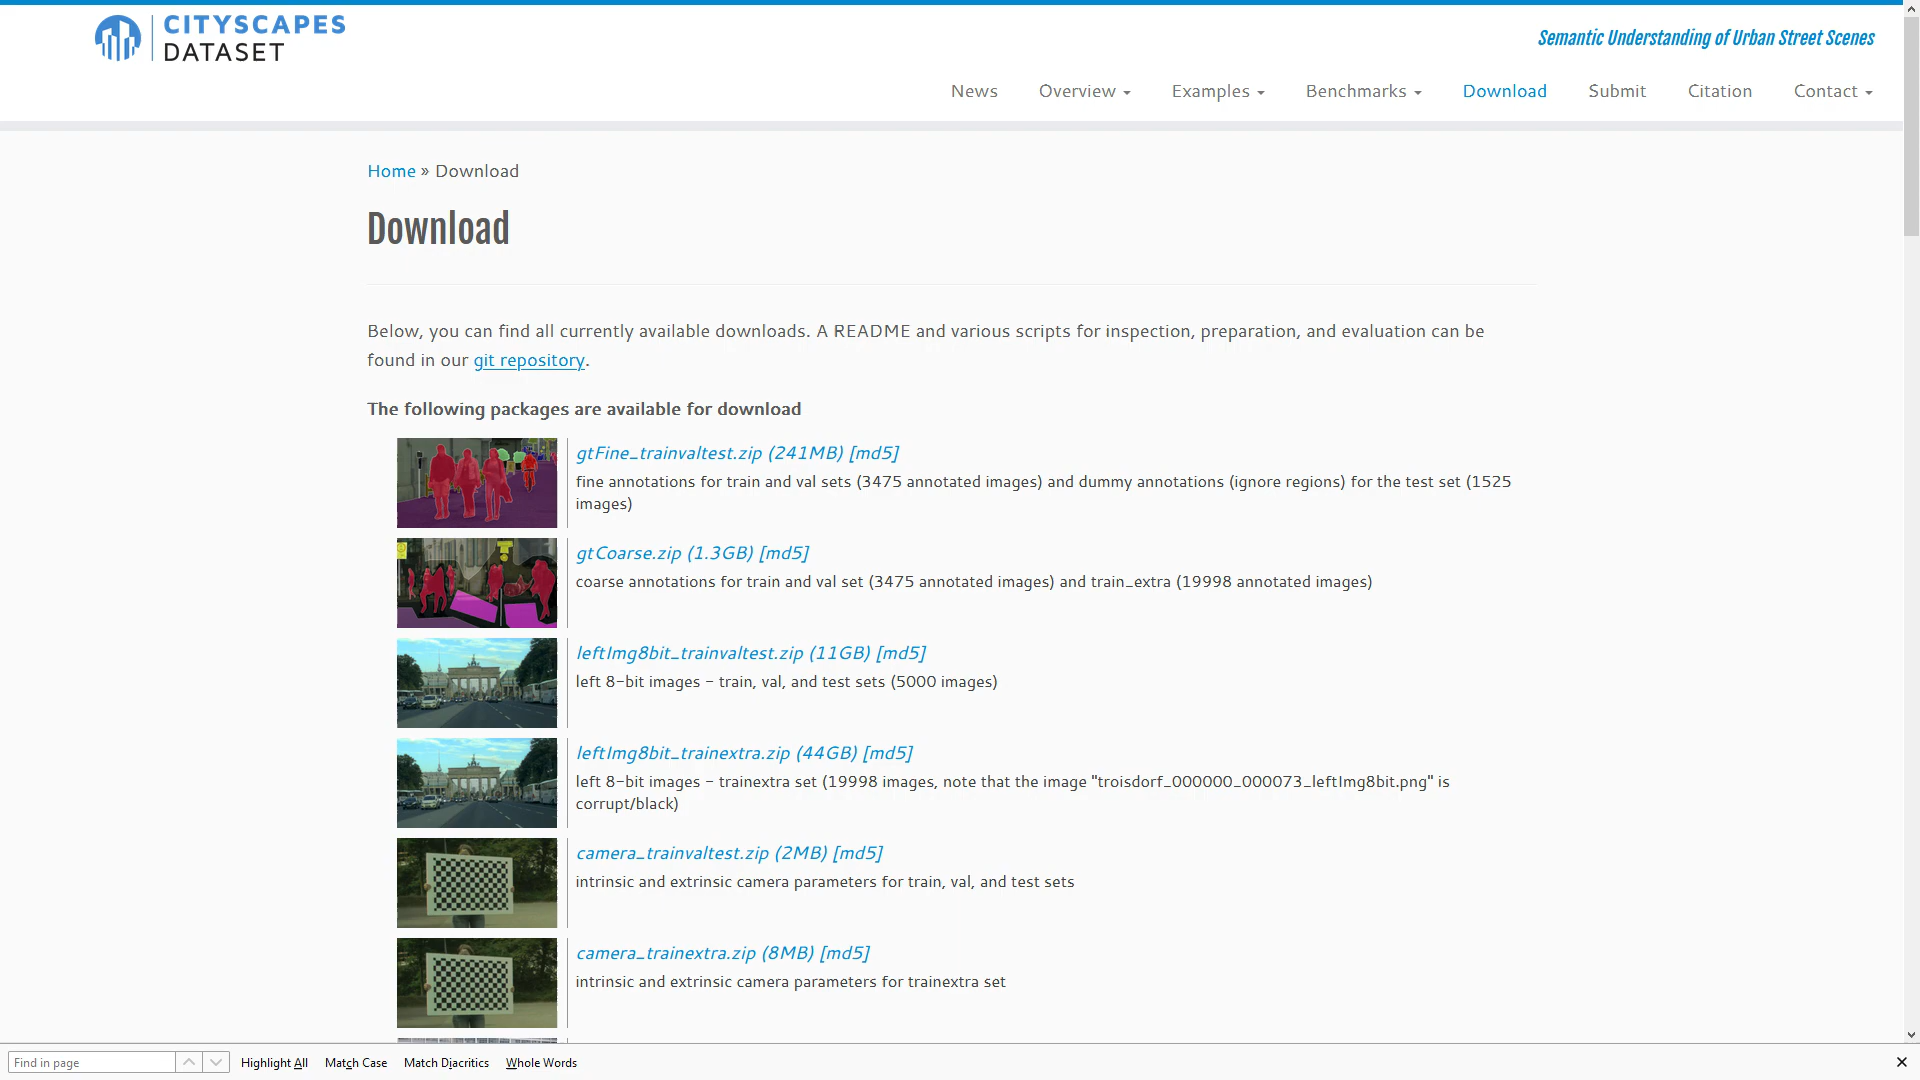 CITYSCAPES
DATASET
Semantic Understanding of Urban Street Scenes
News Overview Examples Benchmarks Download Submit Citation Contact
Home » Download
Download
Below, you can find all currently available downloads. A README and various scripts for inspection, preparation, and evaluation can be
found in our git repository.
The following packages are available for download
gtFine_trainvaltest.zip (241MB) [md5]
fine annotations for train and val sets (3475 annotated images) and dummy annotations (ignore regions) for the test set (1525
images)
gtCoarse.zip (1.3GB) [md5]
coarse annotations for train and val set (3475 annotated images) and train_extra (19998 annotated images)
leftImg8bit_trainvaltest.zip (11GB) [md5]
left 8-bit images - train, val, and test sets (5000 images)
leftImg8bit_trainextra.zip (44GB) [md5]
left 8-bit images - trainextra set (19998 images, note that the image "troisdorf_000000_000073_leftImg8bit.png" is
corrupt/black)
camera_trainvaltest.zip (2MB) [md5]
intrinsic and extrinsic camera parameters for train, val, and test sets
camera_trainextra.zip (8MB) [md5]
intrinsic and extrinsic camera parameters for trainextra set
Find in page Highlight All Match Case Match Diacritics Whole Words